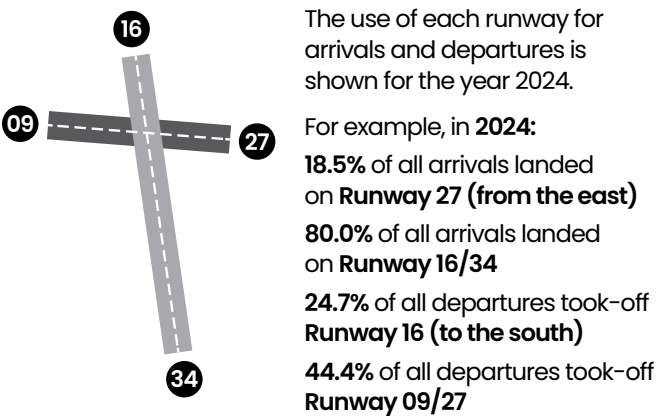 16
09
27
34
The use of each runway for
arrivals and departures is
shown for the year 2024.
For example, in 2024:
18.5% of all arrivals landed
on Runway 27 (from the east)
80.0% of all arrivals landed
on Runway 16/34
24.7% of all departures took-off
Runway 16 (to the south)
44.4% of all departures took-off
Runway 09/27